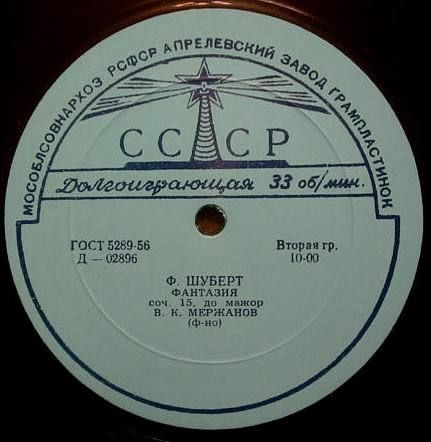 МОСОБЛСОВНАРХОЗ РСФСР АПРЕЛЕВСКИЙ ЗАВОД ГРАМПЛАСТИНОК
СССР
Долгоиграющая 33 об/мин.
ГОСТ 5289-56 Вторая гр.
Д — 02896 10-00
Ф. ШУБЕРТ
ФАНТАЗИЯ
соч. 15, до мажор
В. К. МЕРЖАНОВ
(ф-но)